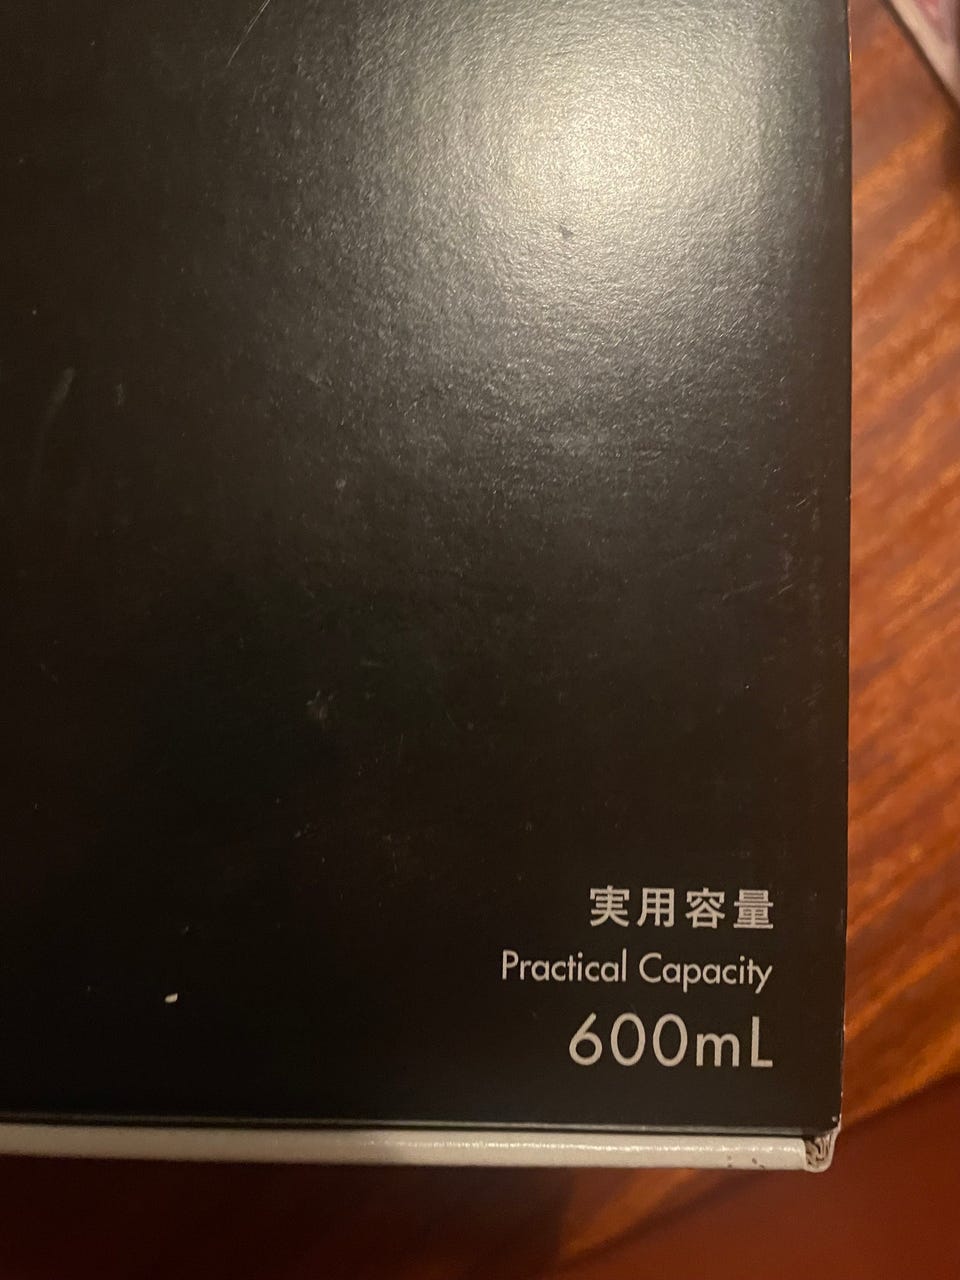 実用容量
Practical Capacity
600mL